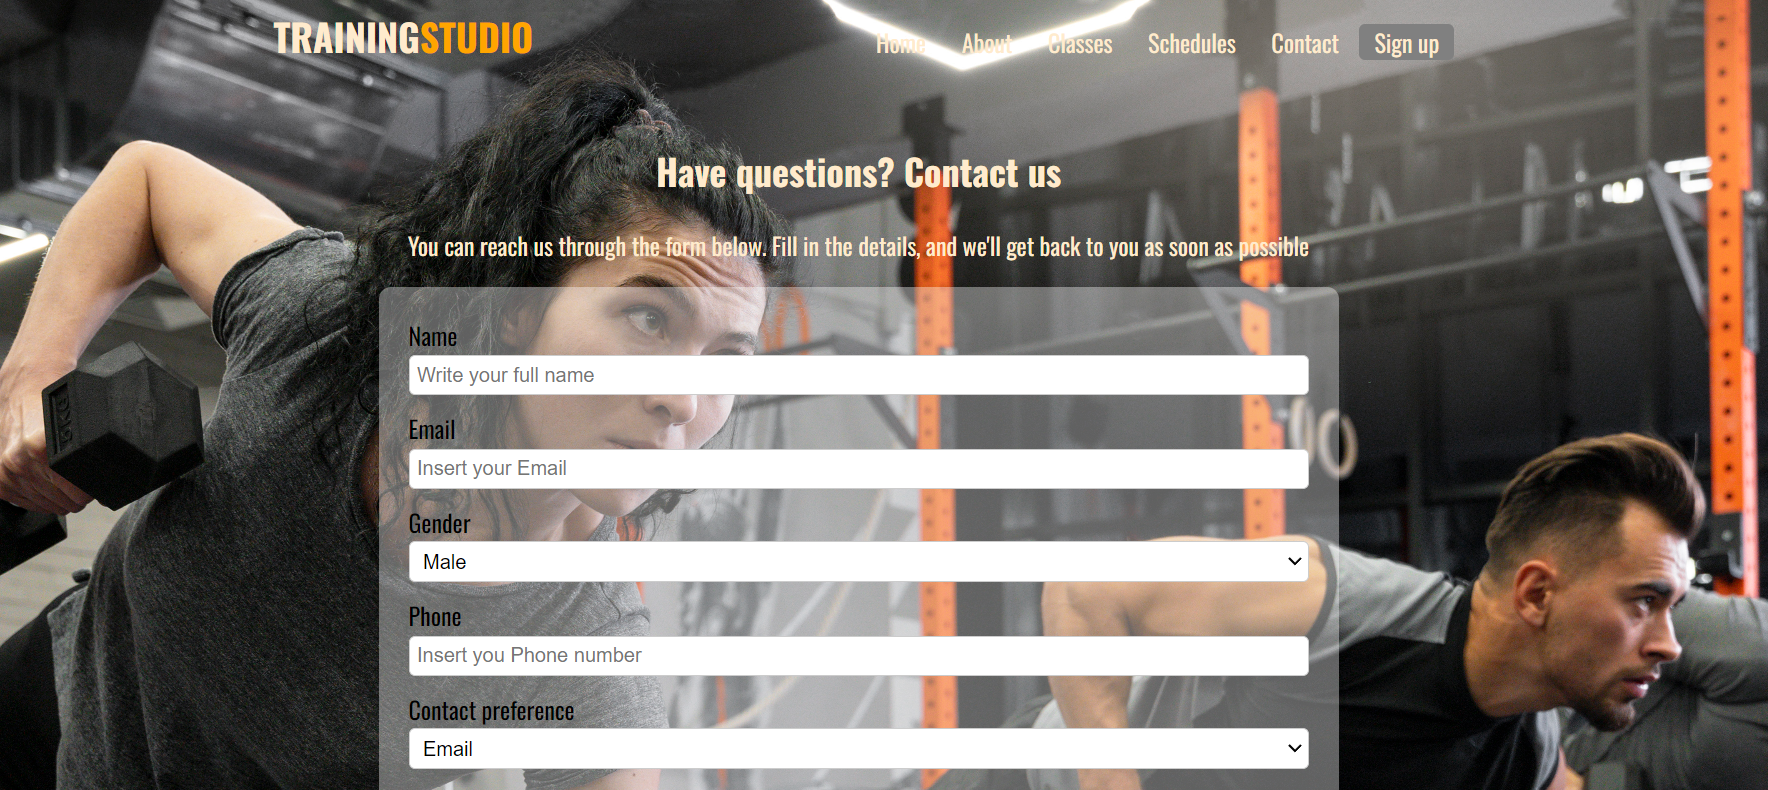 TRAININGSTUDIO
Home About Classes Schedules Contact Sign up
Have questions? Contact us
You can reach us through the form below. Fill in the details, and we'll get back to you as soon as possible
Name
Write your full name
Email
Insert your Email
Gender
Male
Phone
Insert you Phone number
Contact preference
Email